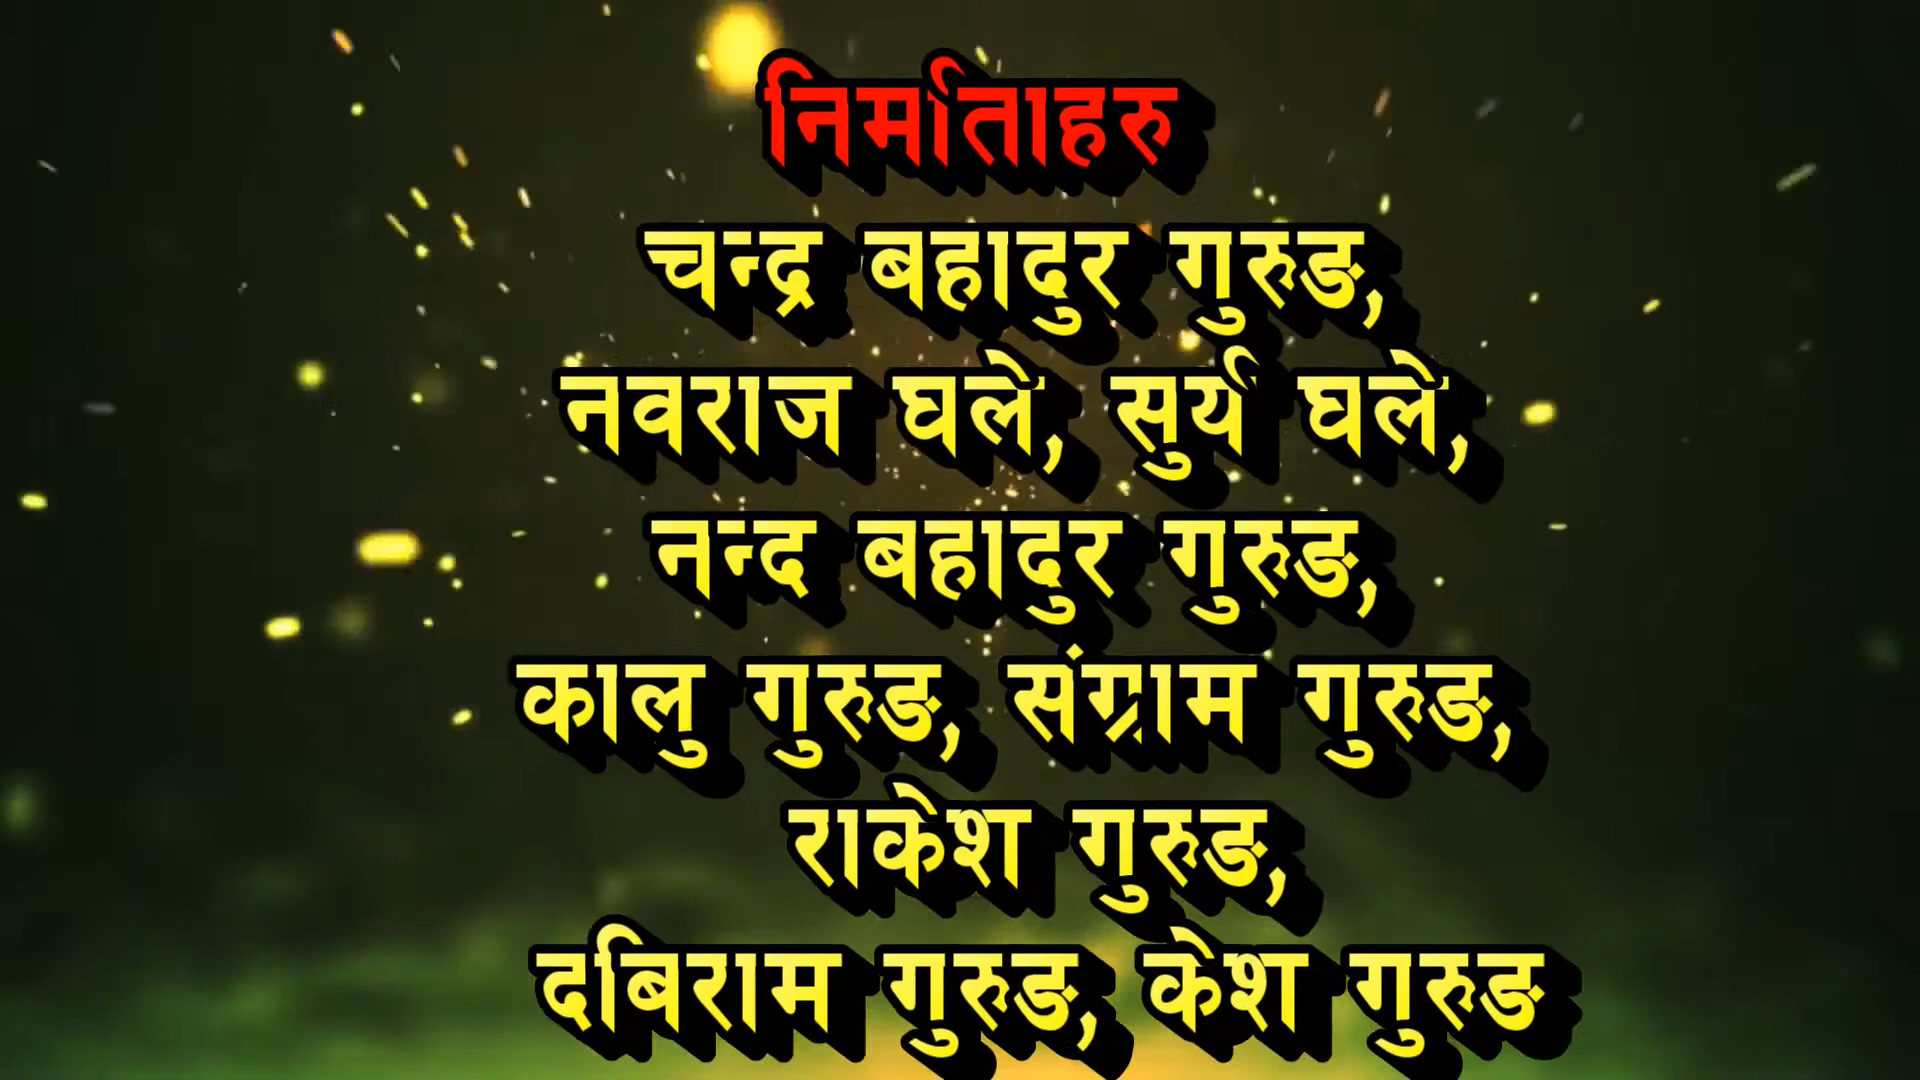 निर्माताहरु
चन्द्र बहादुर गुरुङ,
नवराज घले, सुर्य घले,
नन्द बहादुर गुरुङ,
कालु गुरुङ, संग्राम गुरुङ,
राकेश गुरुङ,
दबिराम गुरुङ, केश गुरुङ